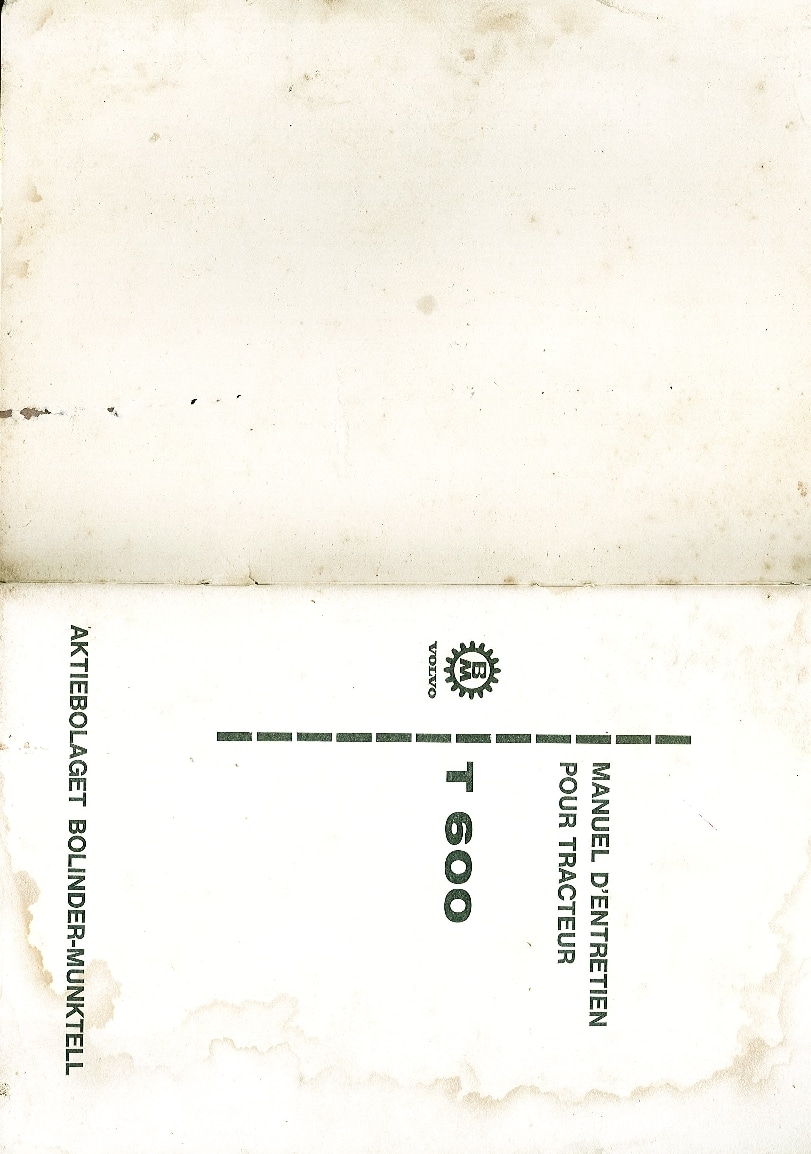 MANUEL D'ENTRETIEN
POUR TRACTEUR
BM
VOLVO
T 600
AKTIEBOLAGET BOLINDER-MUNKTELL